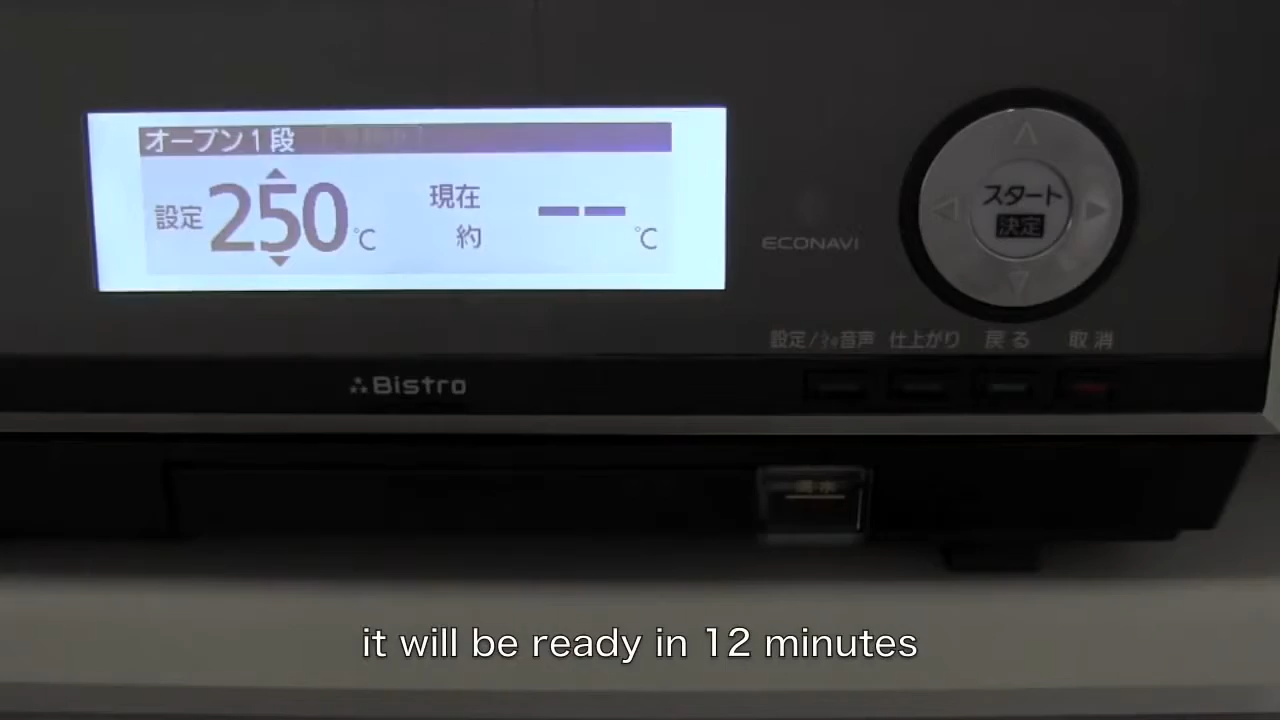 オーブン1段
設定 250 ℃
現在
約 -- ℃
ECONAVI
スタート
決定
設定/音声 仕上がり 戻る 取消
Bistro
it will be ready in 12 minutes